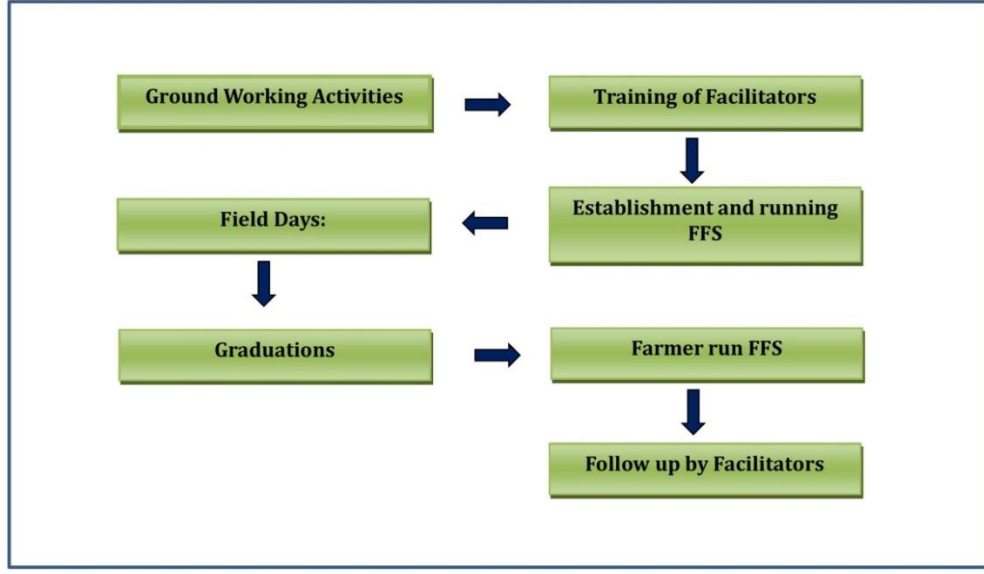 Ground Working Activities
Training of Facilitators
Establishment and running
FFS
Field Days:
Graduations
Farmer run FFS
Follow up by Facilitators